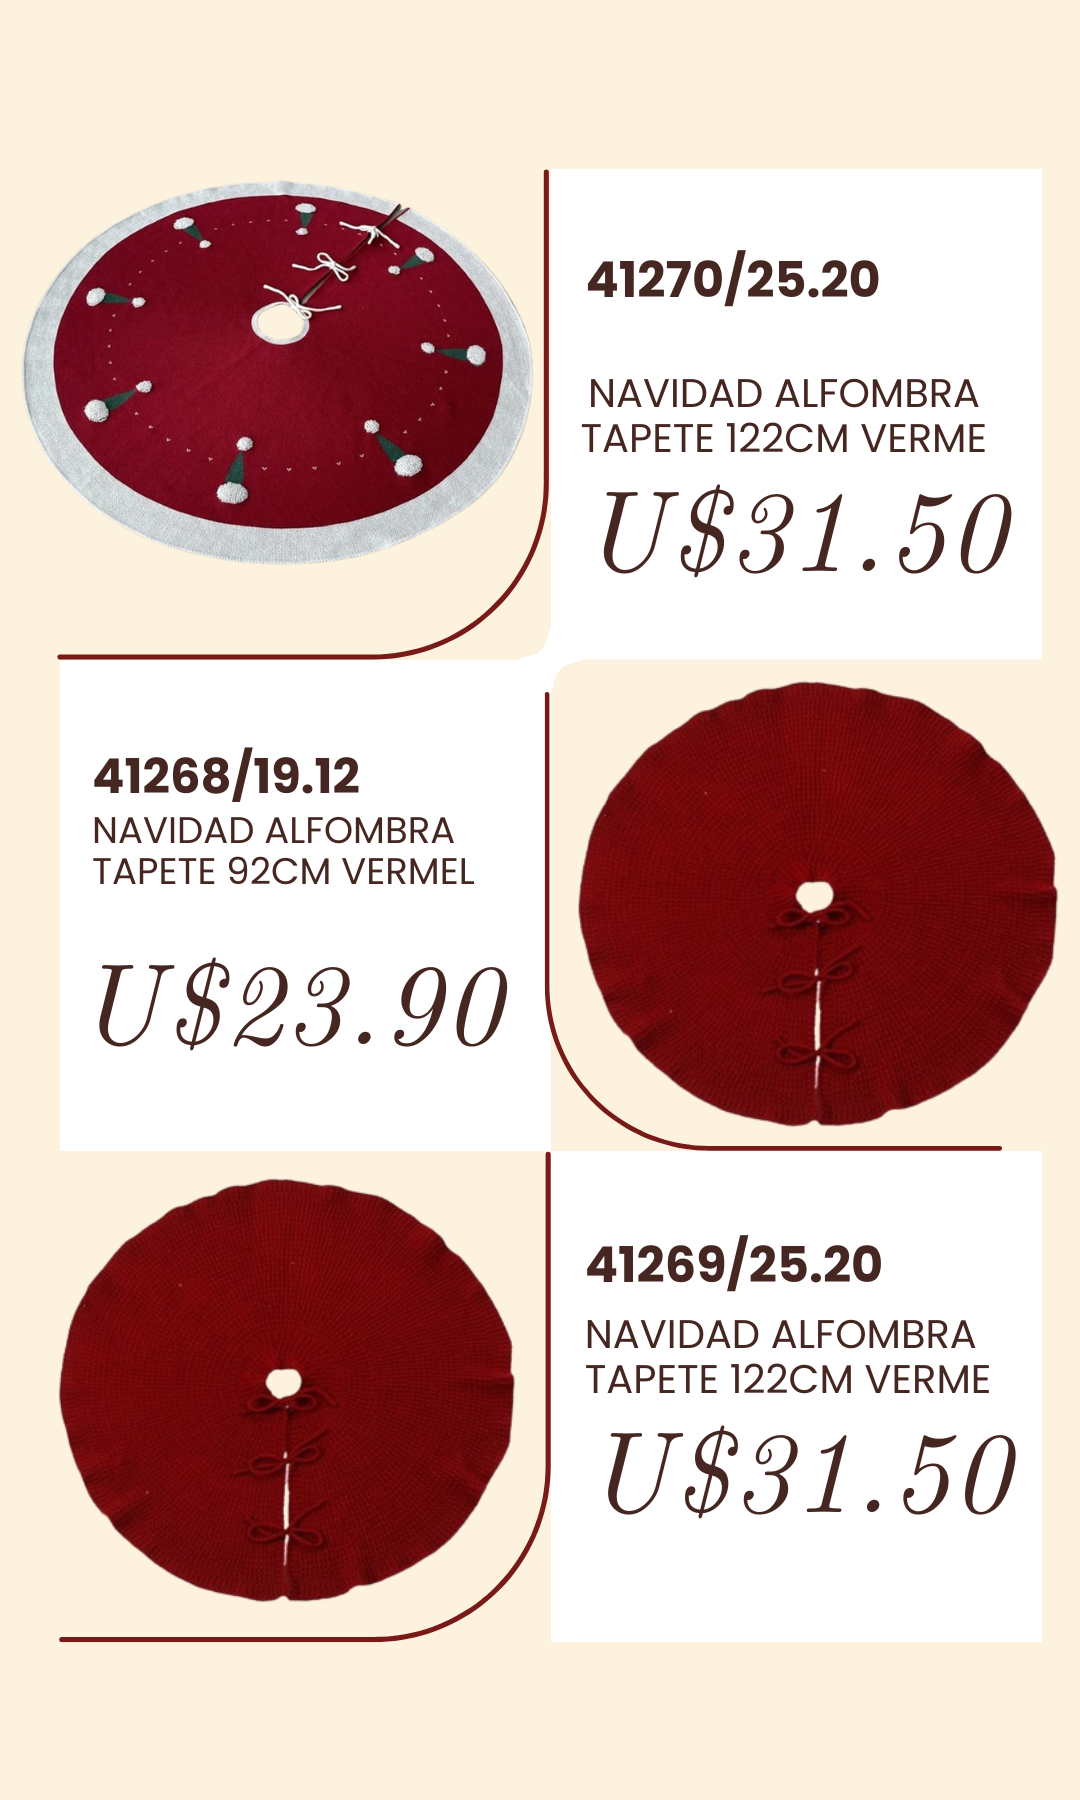 41270/25.20
NAVIDAD ALFOMBRA
TAPETE 122CM VERME
U$31.50
41268/19.12
NAVIDAD ALFOMBRA
TAPETE 92CM VERMEL
U$23.90
41269/25.20
NAVIDAD ALFOMBRA
TAPETE 122CM VERME
U$31.50